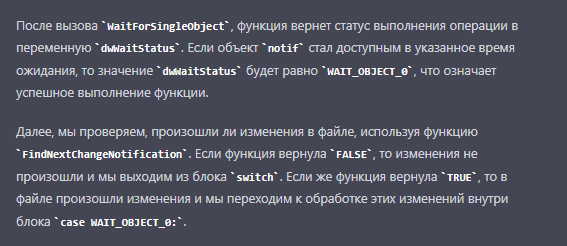 После вызова `WaitForSingleObject`, функция вернет статус выполнения операции в
переменную `dwWaitStatus`. Если объект `notif` стал доступным в указанное время
ожидания, то значение `dwWaitStatus` будет равно `WAIT_OBJECT_0`, что означает
успешное выполнение функции.
Далее, мы проверяем, произошли ли изменения в файле, используя функцию
`FindNextChangeNotification`. Если функция вернула `FALSE`, то изменения не
произошли и мы выходим из блока `switch`. Если же функция вернула `TRUE`, то в
файле произошли изменения и мы переходим к обработке этих изменений внутри
блока `case WAIT_OBJECT_0:`.